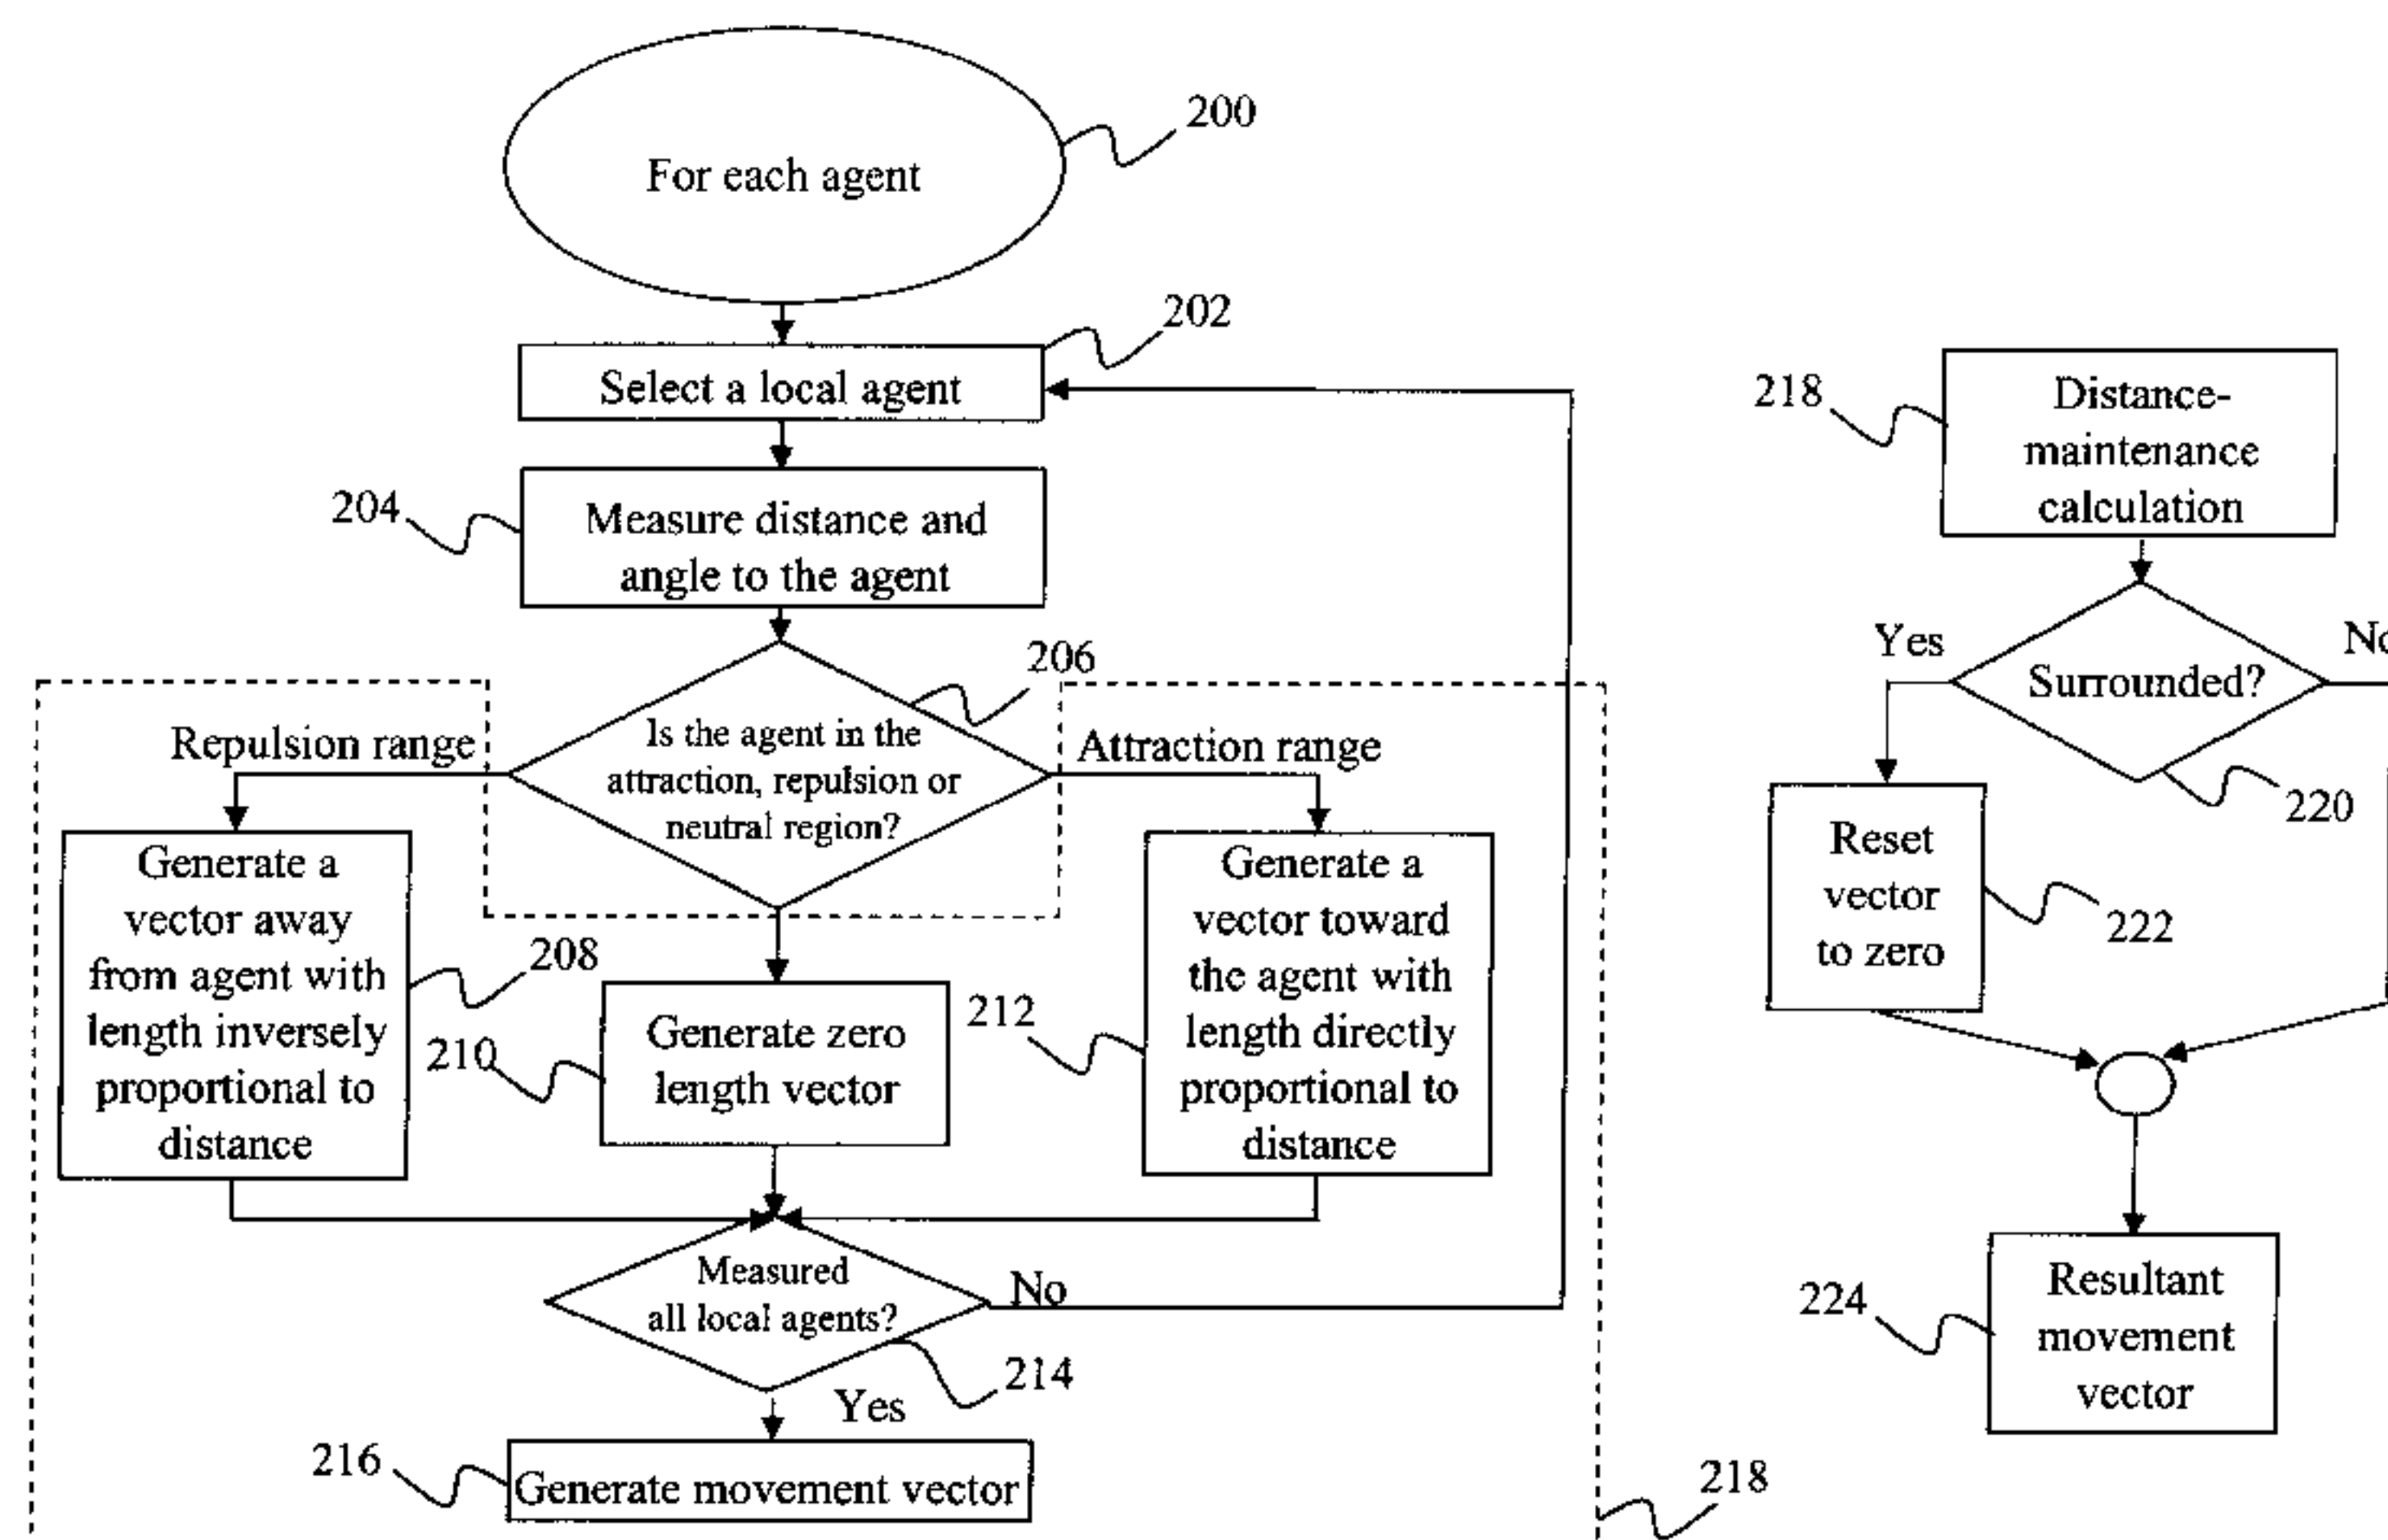 For each agent
200
202
Select a local agent
204
Measure distance and
angle to the agent
206
Is the agent in the
attraction, repulsion or
neutral region?
Repulsion range
Attraction range
Generate a
vector away
from agent with
length inversely
proportional to
distance
208
210
Generate zero
length vector
212
Generate a
vector toward
the agent with
length directly
proportional to
distance
Measured
all local agents?
No
214
Yes
216
Generate movement vector
218
218
Distance-
maintenance
calculation
Yes
Surrounded?
220
Reset
vector
to zero
222
224
Resultant
movement
vector